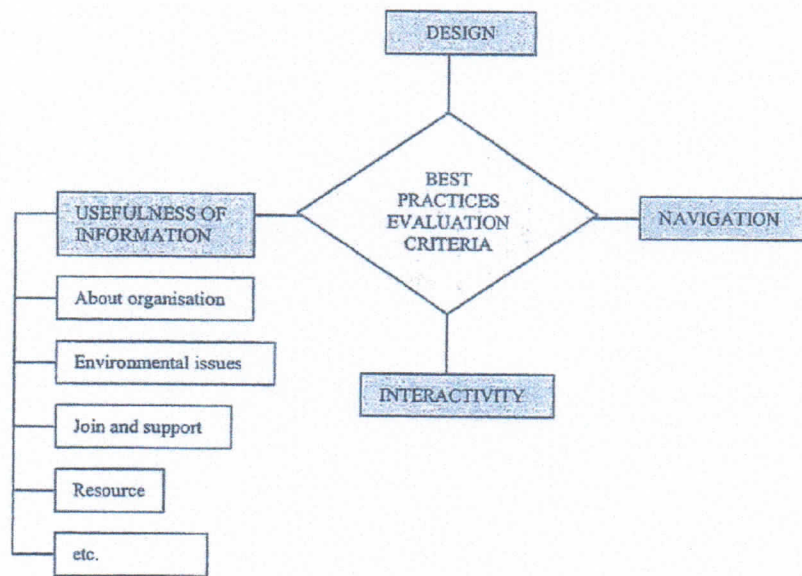 DESIGN
BEST
PRACTICES
EVALUATION
CRITERIA
USEFULNESS OF
INFORMATION
NAVIGATION
About organisation
Environmental issues
INTERACTIVITY
Join and support
Resource
etc.